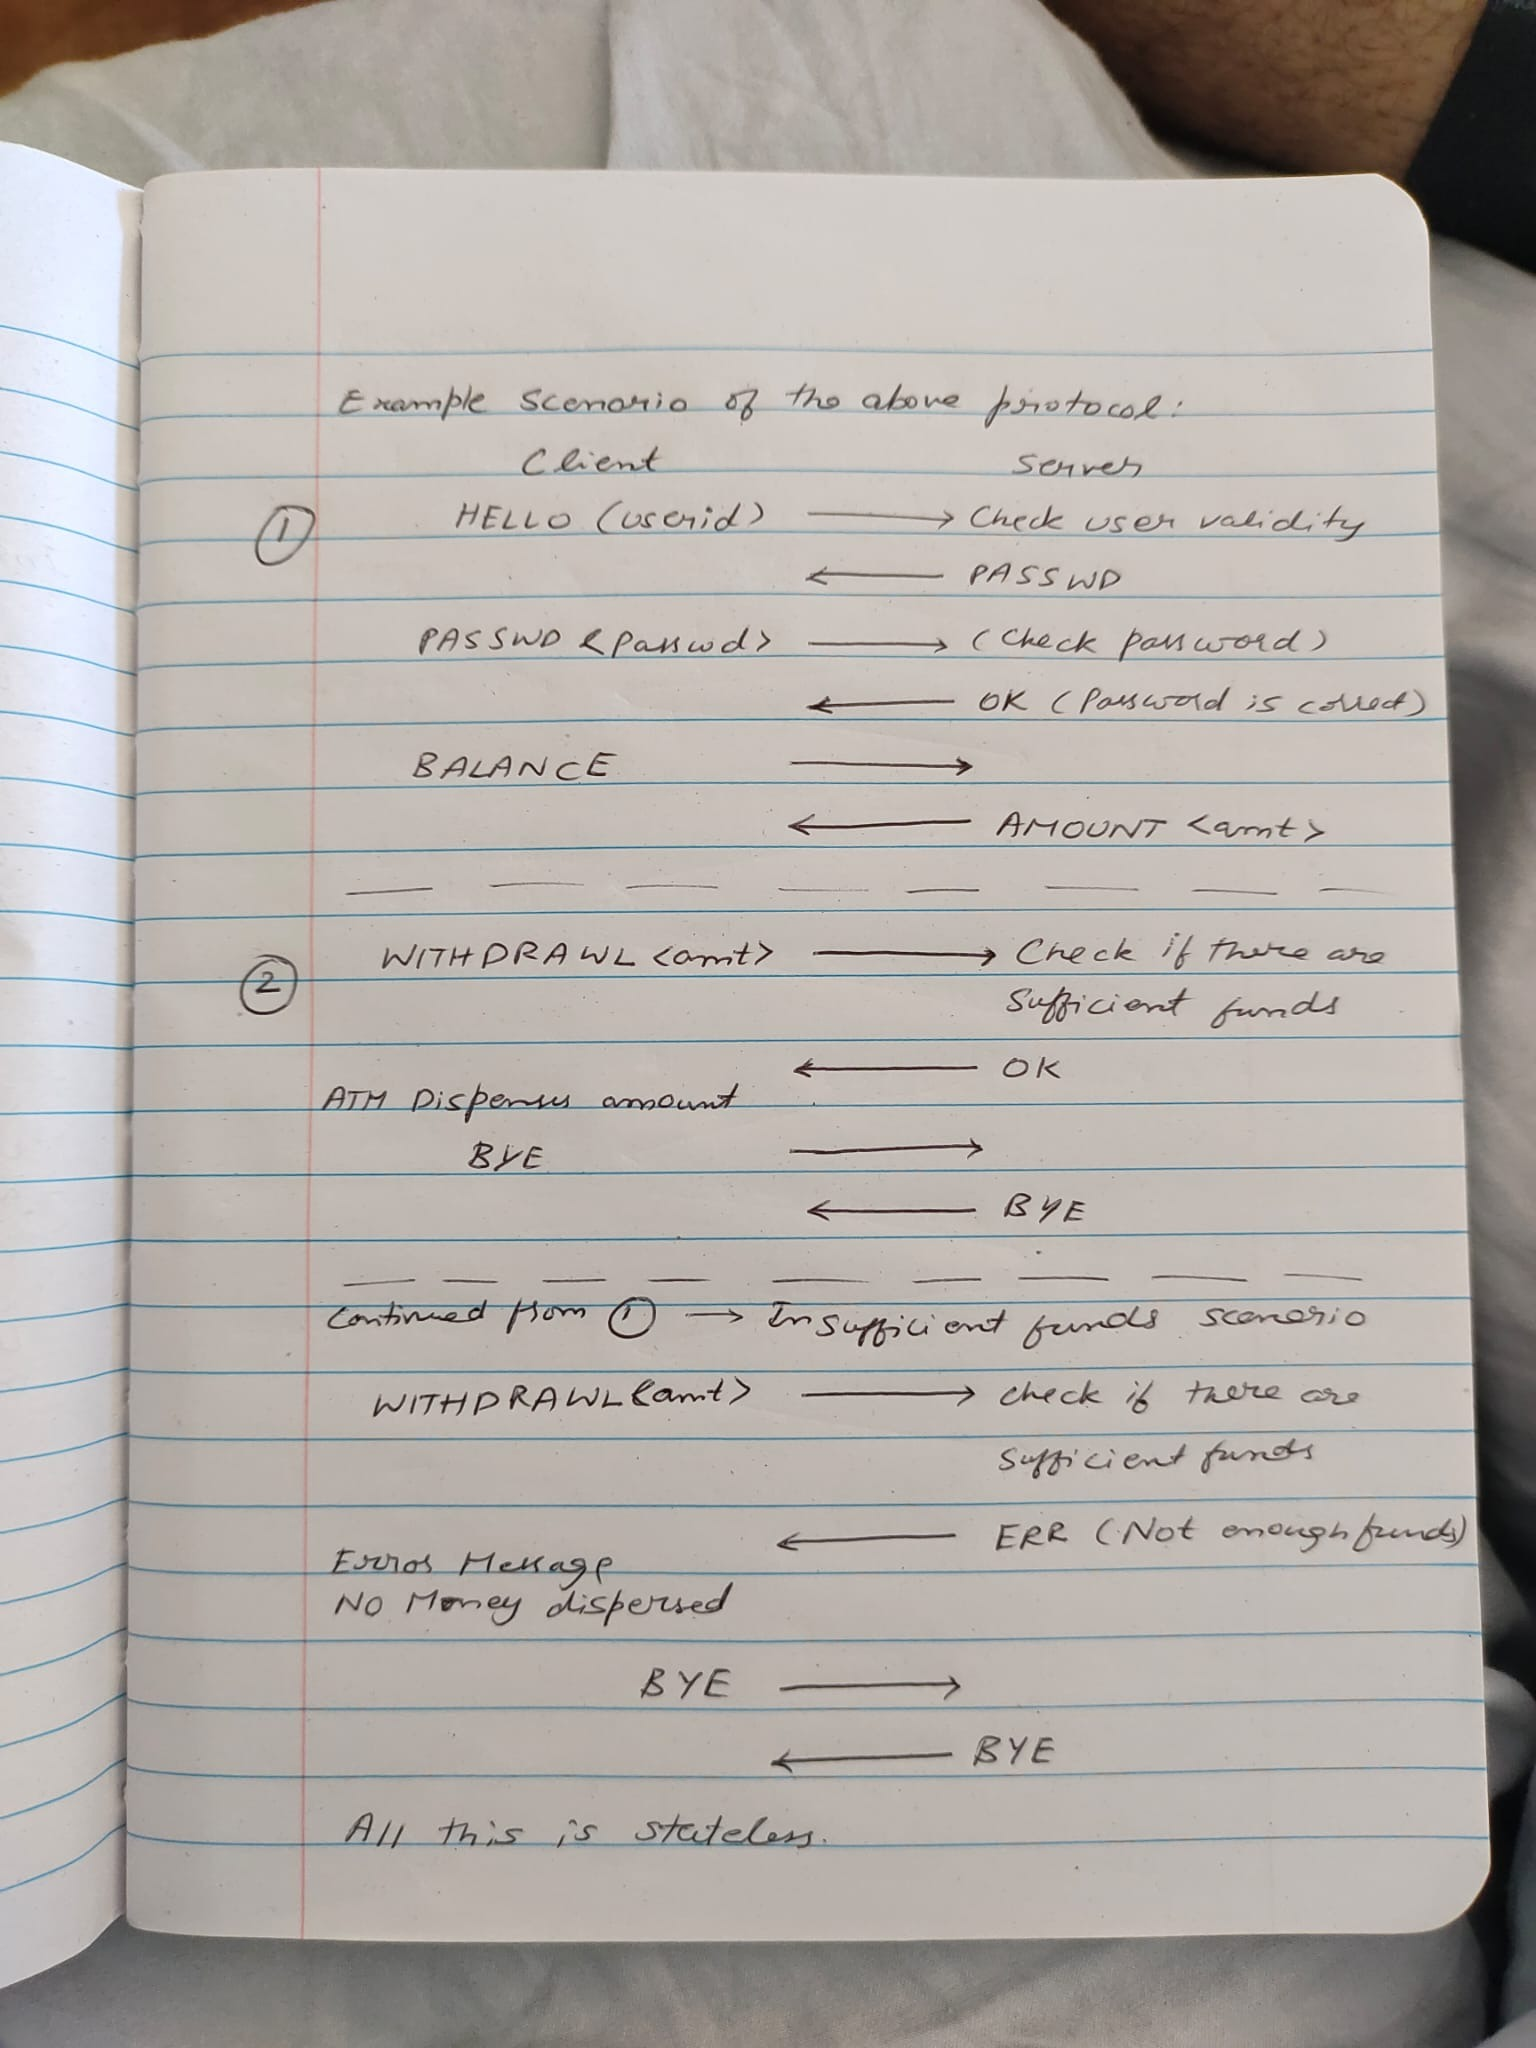 Example Scenario of the above protocol:
Client Server
① HELLO (userid) ⟶ Check user validity
⟵ PASSWD
PASSWD <Passwd> ⟶ (Check password)
⟵ OK (Password is correct)
BALANCE ⟶
⟵ AMOUNT <amt>
— — — — — — — —
② WITHDRAWL <amt> ⟶ Check if there are
Sufficient funds
⟵ OK
ATM Dispenses amount
BYE ⟶
⟵ BYE
— — — — — — — — —
Continued from ① → Insufficient funds scenario
WITHDRAWL <amt> ⟶ check if there are
Sufficient funds
⟵ ERR (Not enough funds)
Error Message
NO Money dispersed
BYE ⟶
⟵ BYE
All this is stateless.